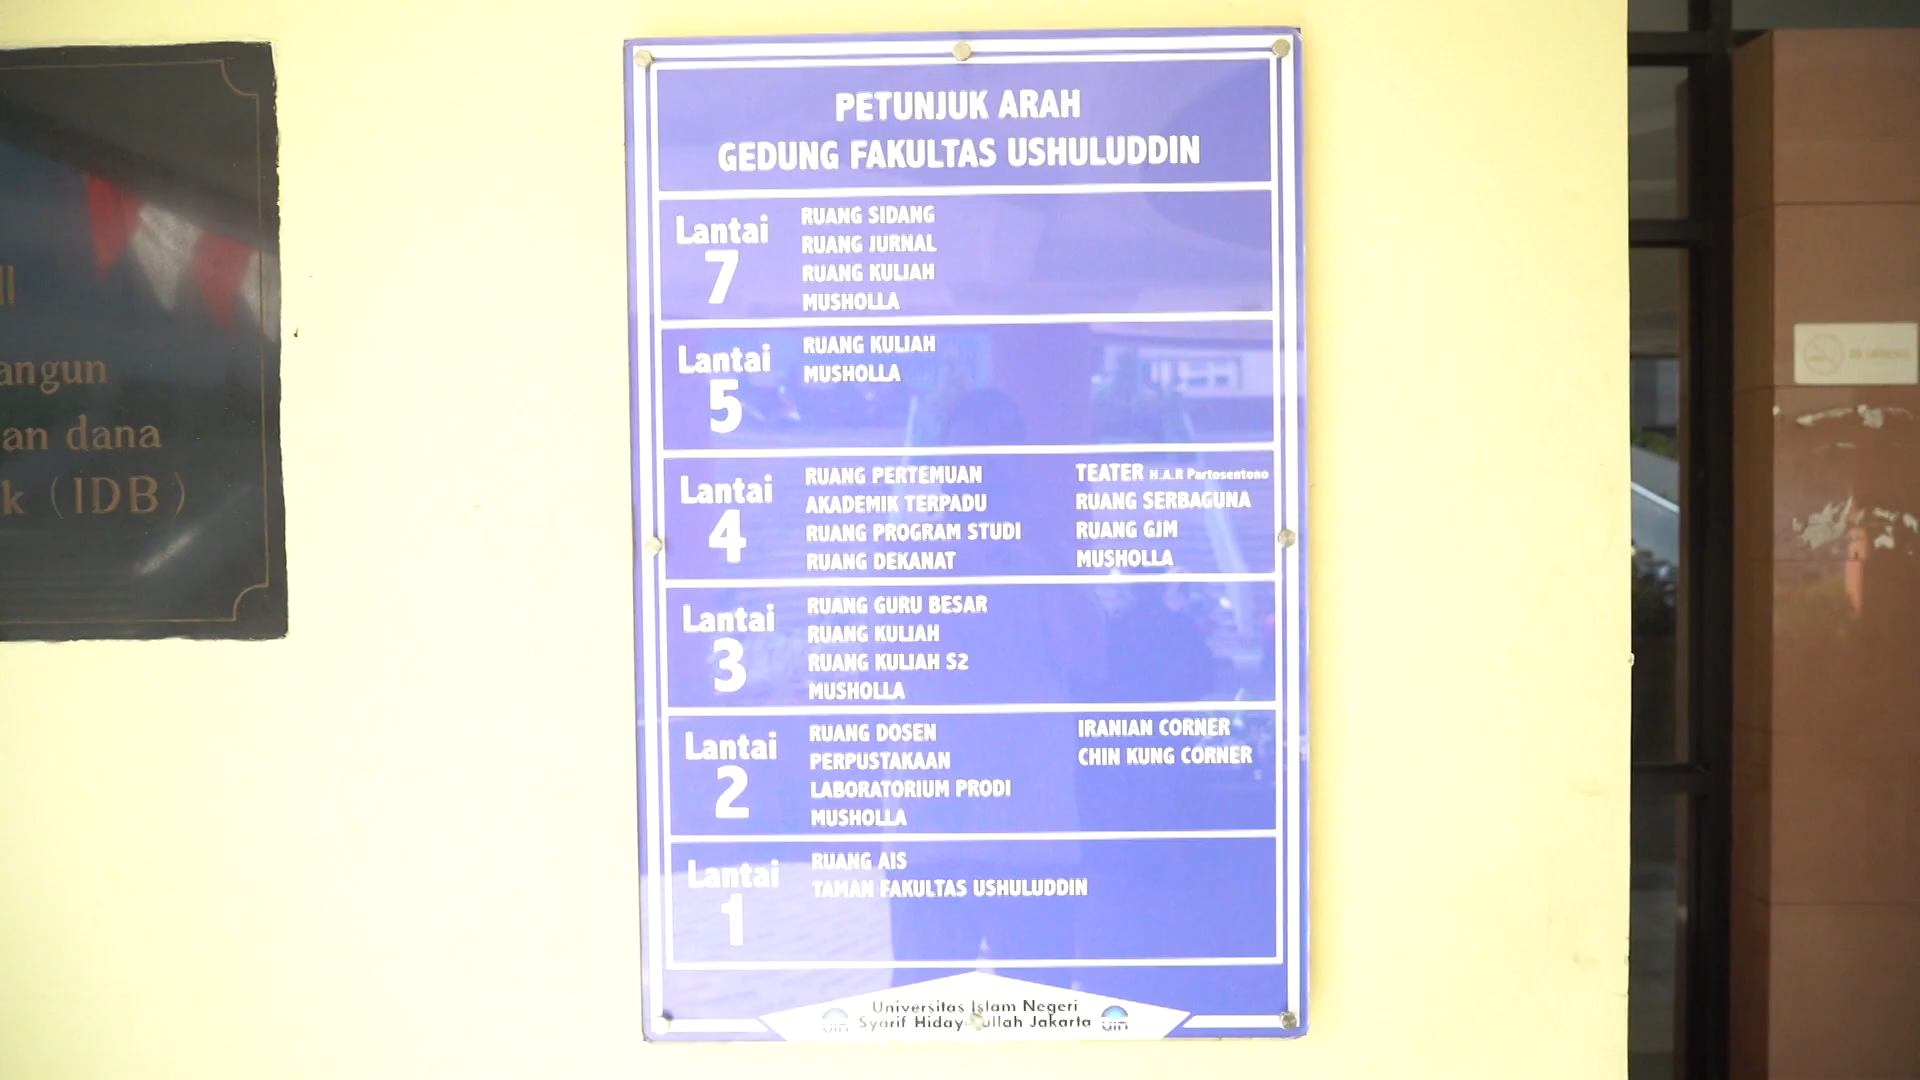 ll
angun
an dana
k (IDB)
PETUNJUK ARAH
GEDUNG FAKULTAS USHULUDDIN
Lantai
7
RUANG SIDANG
RUANG JURNAL
RUANG KULIAH
MUSHOLLA
Lantai
5
RUANG KULIAH
MUSHOLLA
Lantai
4
RUANG PERTEMUAN
AKADEMIK TERPADU
RUANG PROGRAM STUDI
RUANG DEKANAT
TEATER H.A.R Partosentono
RUANG SERBAGUNA
RUANG GJM
MUSHOLLA
Lantai
3
RUANG GURU BESAR
RUANG KULIAH
RUANG KULIAH S2
MUSHOLLA
Lantai
2
RUANG DOSEN
PERPUSTAKAAN
LABORATORIUM PRODI
MUSHOLLA
IRANIAN CORNER
CHIN KUNG CORNER
Lantai
1
RUANG AIS
TAMAN FAKULTAS USHULUDDIN
Universitas Islam Negeri
Syarif Hidayatullah Jakarta
UIN
UIN